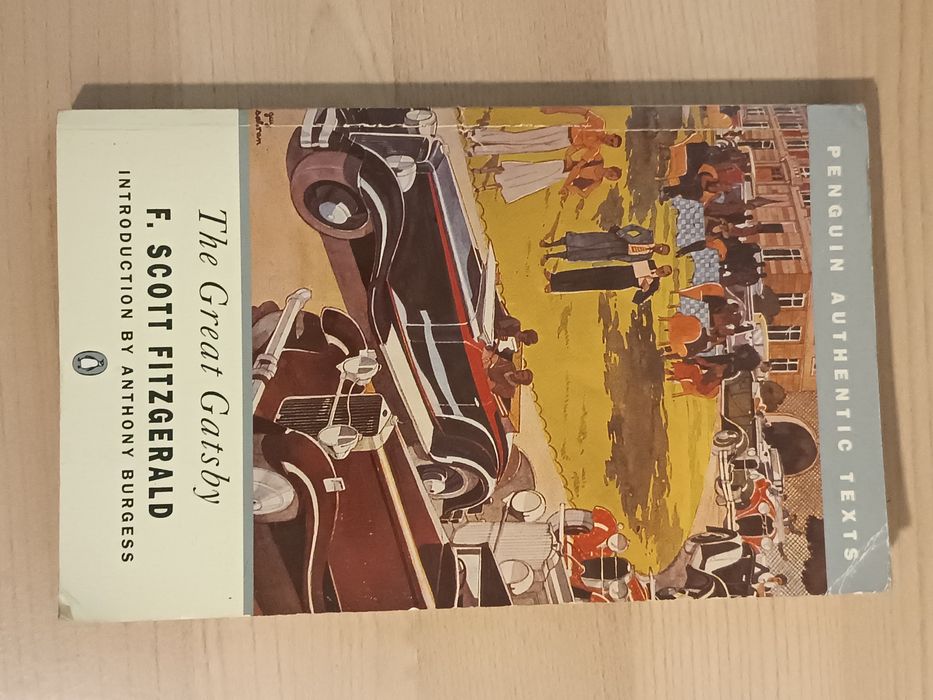 PENGUIN AUTHENTIC TEXTS
The Great Gatsby
F. SCOTT FITZGERALD
INTRODUCTION BY ANTHONY BURGESS